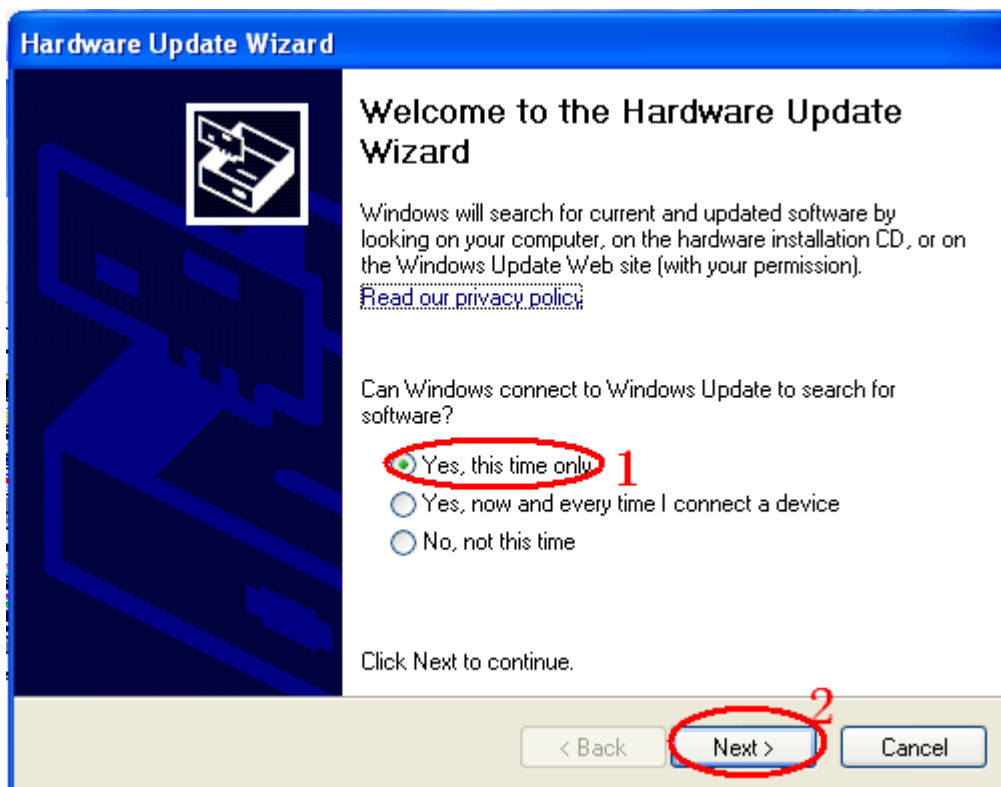 Hardware Update Wizard
Welcome to the Hardware Update
Wizard
Windows will search for current and updated software by
looking on your computer, on the hardware installation CD, or on
the Windows Update Web site (with your permission).
Read our privacy policy
Can Windows connect to Windows Update to search for
software?
Yes, this time only 1
Yes, now and every time I connect a device
No, not this time
Click Next to continue.
2
< Back Next > Cancel